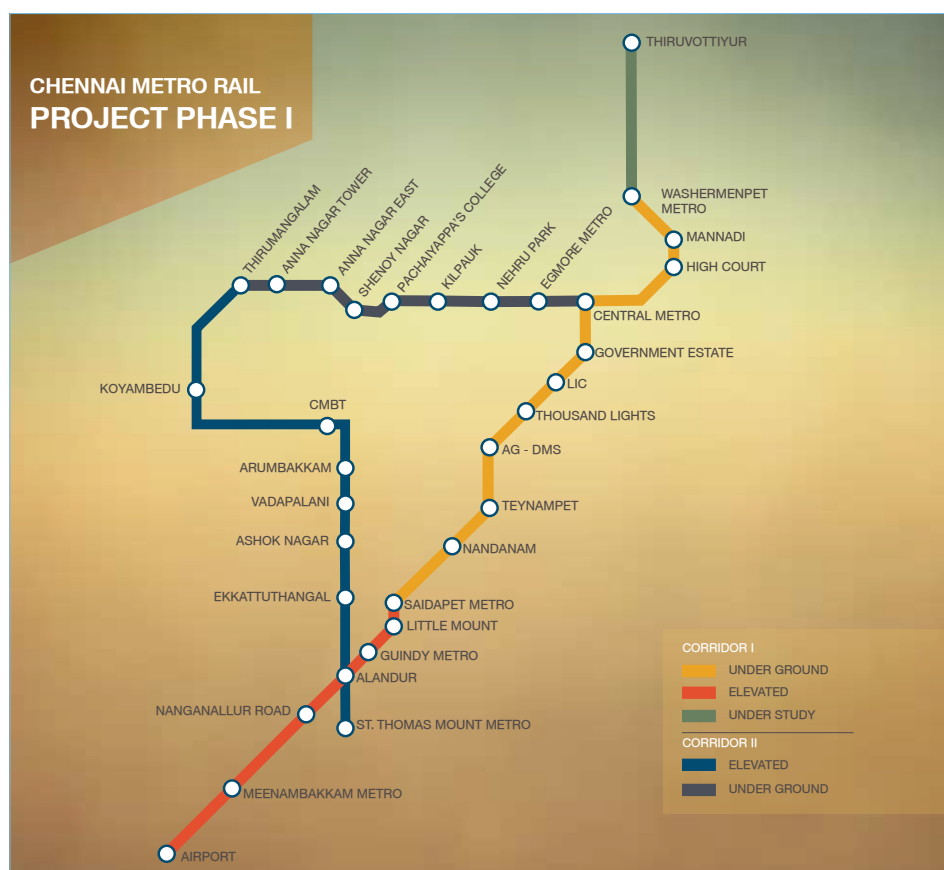 CHENNAI METRO RAIL
PROJECT PHASE I
THIRUVOTTIYUR
WASHERMENPET
METRO
MANNADI
HIGH COURT
THIRUMANGALAM
ANNA NAGAR TOWER
ANNA NAGAR EAST
SHENOY NAGAR
PACHAIYAPPA'S COLLEGE
KILPAUK
NEHRU PARK
EGMORE METRO
CENTRAL METRO
GOVERNMENT ESTATE
KOYAMBEDU
LIC
CMBT
THOUSAND LIGHTS
AG - DMS
ARUMBAKKAM
VADAPALANI
TEYNAMPET
ASHOK NAGAR
NANDANAM
EKKATTUTHANGAL
SAIDAPET METRO
LITTLE MOUNT
GUINDY METRO
ALANDUR
NANGANALLUR ROAD
ST. THOMAS MOUNT METRO
MEENAMBAKKAM METRO
AIRPORT
CORRIDOR I
UNDER GROUND
ELEVATED
UNDER STUDY
CORRIDOR II
ELEVATED
UNDER GROUND